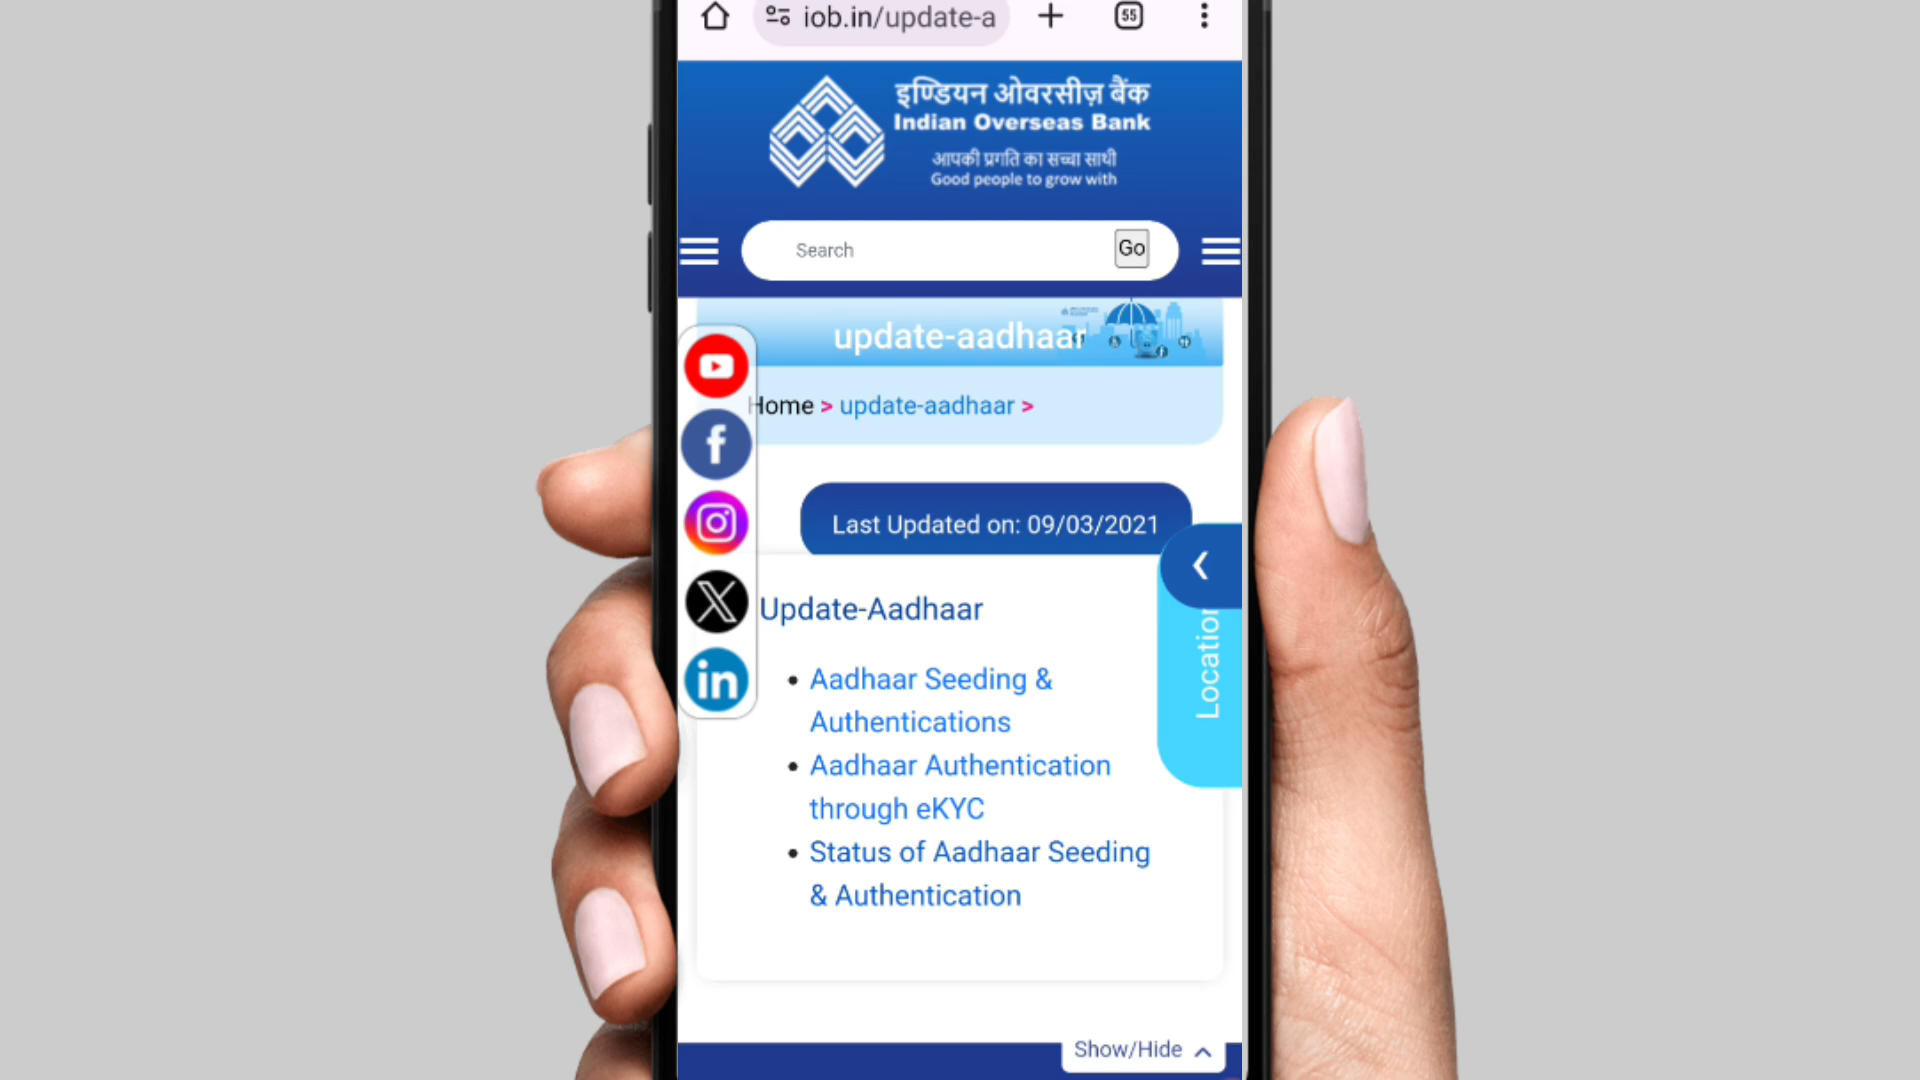 iob.in/update-a
55
इण्डियन ओवरसीज़ बैंक
Indian Overseas Bank
आपकी प्रगति का सच्चा साथी
Good people to grow with
Search
Go
update-aadhaar
Home > update-aadhaar >
Last Updated on: 09/03/2021
Update-Aadhaar
Location
• Aadhaar Seeding &
Authentications
• Aadhaar Authentication
through eKYC
• Status of Aadhaar Seeding
& Authentication
Show/Hide